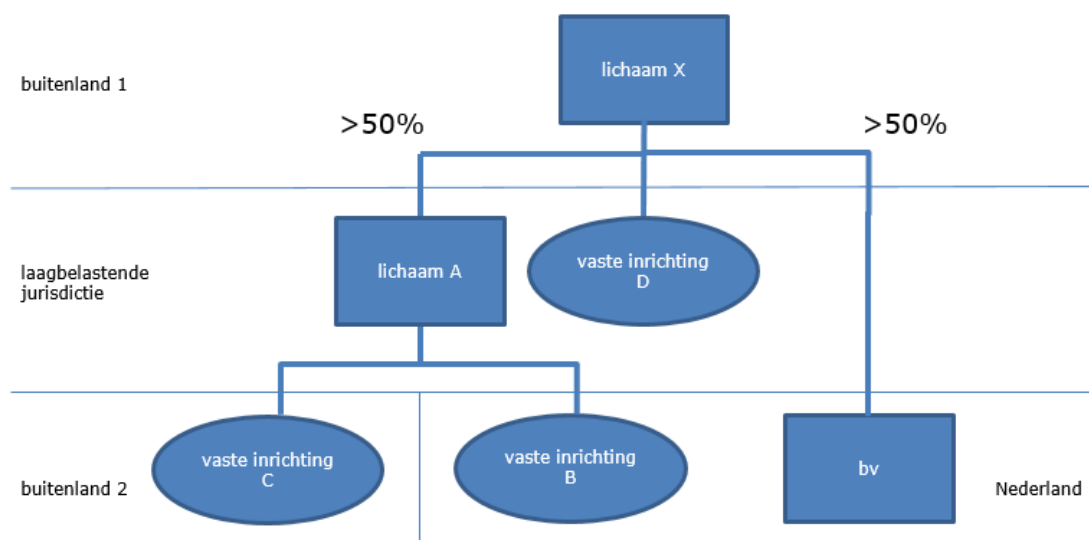 lichaam X
buitenland 1
>50%
>50%
lichaam A
vaste inrichting
D
laagbelastende
jurisdictie
vaste inrichting
C
vaste inrichting
B
bv
buitenland 2
Nederland